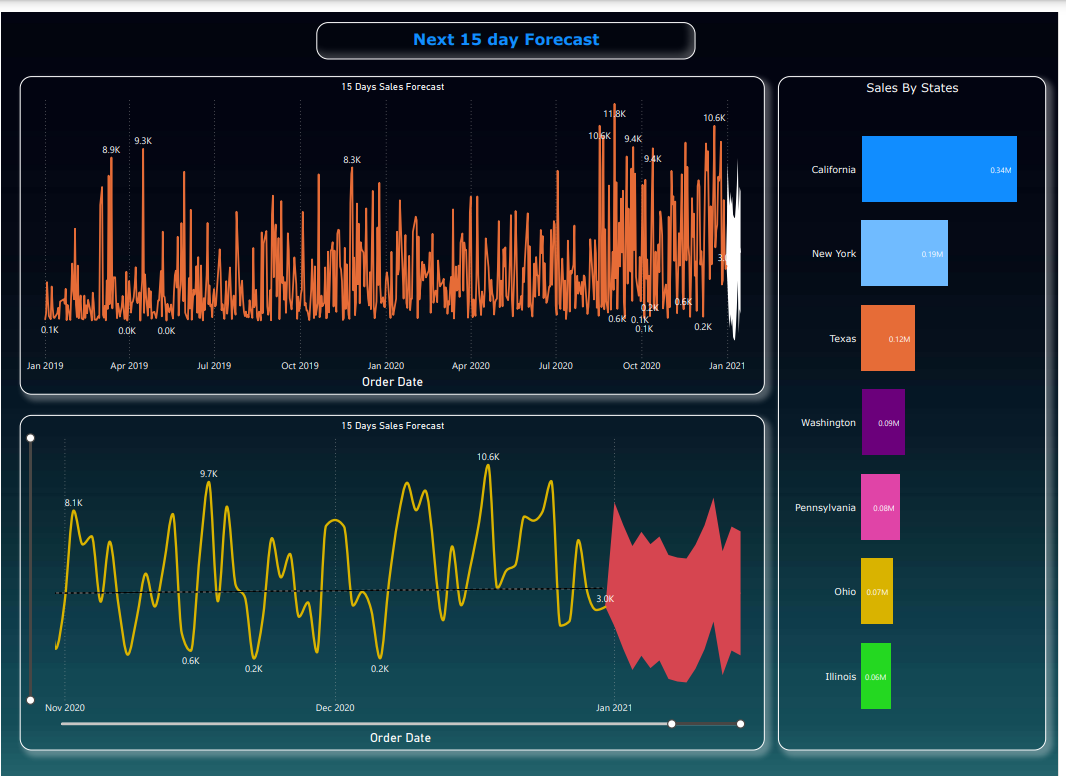 Next 15 day Forecast
15 Days Sales Forecast
11.8K
10.6K
10.6K
9.4K
9.3K
8.9K
9.4K
8.3K
0.2K
0.6K
0.6K
0.1K
0.1K
0.2K
0.1K
0.0K
0.0K
Jan 2019 Apr 2019 Jul 2019 Oct 2019 Jan 2020 Apr 2020 Jul 2020 Oct 2020 Jan 2021
Order Date
15 Days Sales Forecast
10.6K
9.7K
8.1K
3.0K
0.6K
0.2K
0.2K
Nov 2020 Dec 2020 Jan 2021
Order Date
Sales By States
California 0.34M
New York 0.19M
Texas 0.12M
Washington 0.09M
Pennsylvania 0.08M
Ohio 0.07M
Illinois 0.06M